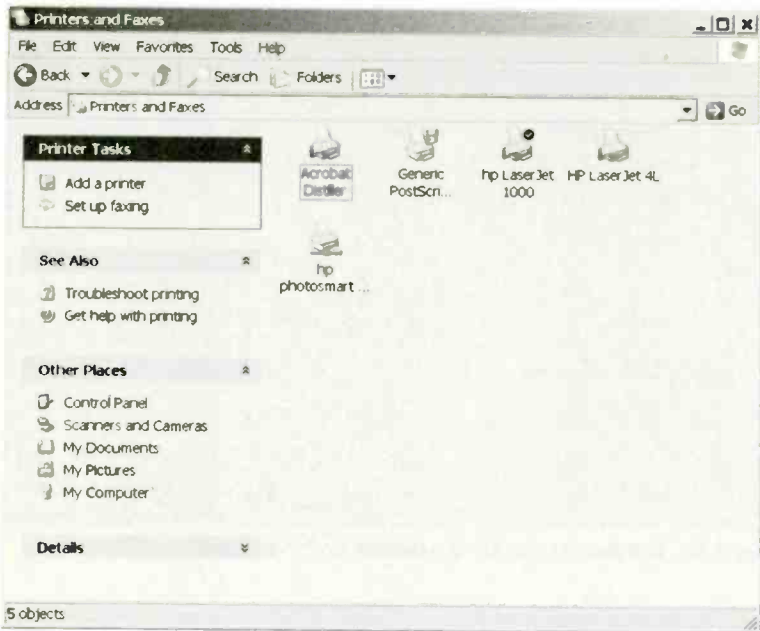 Printers and Faxes
File Edit View Favorites Tools Help
Back Search Folders
Address Printers and Faxes Go
Printer Tasks
Add a printer
Set up faxing
See Also
Troubleshoot printing
Get help with printing
Other Places
Control Panel
Scanners and Cameras
My Documents
My Pictures
My Computer
Details
Acrobat
Distiller
Generic
PostScri...
hp LaserJet
1000
HP LaserJet 4L
hp
photosmart ...
5 objects